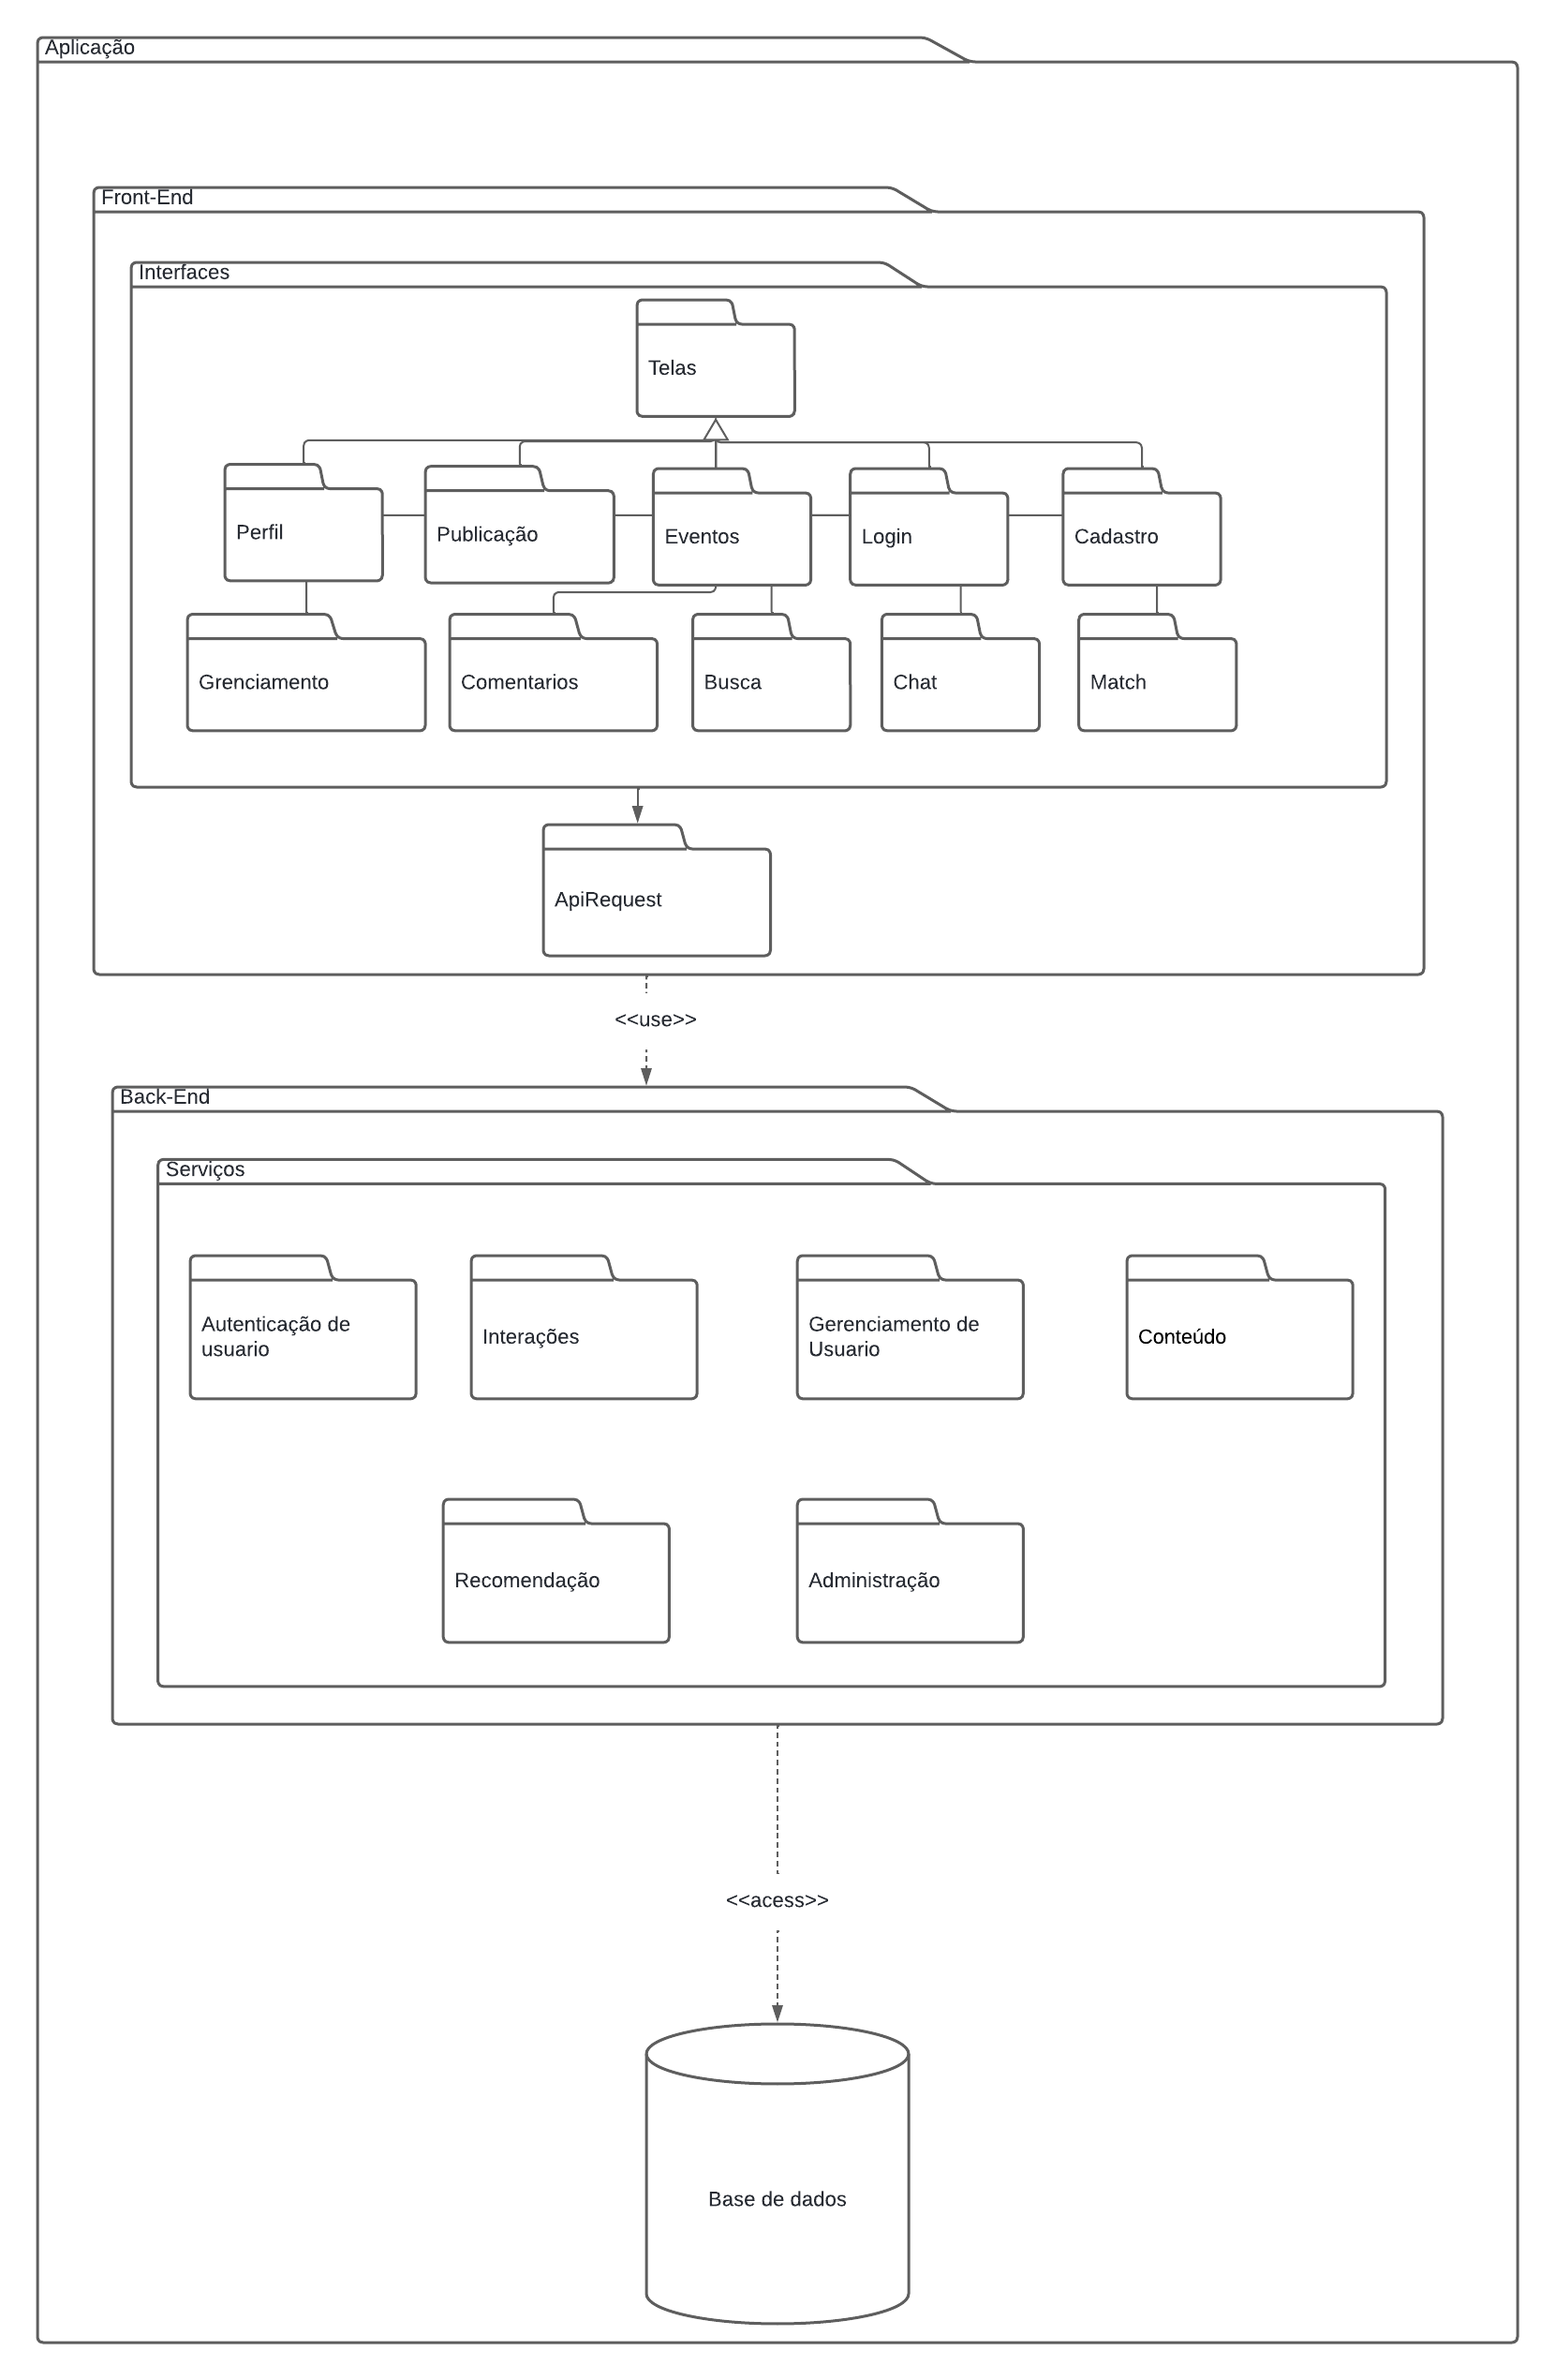 Aplicação
Front-End
Interfaces
Telas
Perfil
Publicação
Eventos
Login
Cadastro
Grenciamento
Comentarios
Busca
Chat
Match
ApiRequest
<<use>>
Back-End
Serviços
Autenticação de
usuario
Interações
Gerenciamento de
Usuario
Conteúdo
Recomendação
Administração
<<acess>>
Base de dados